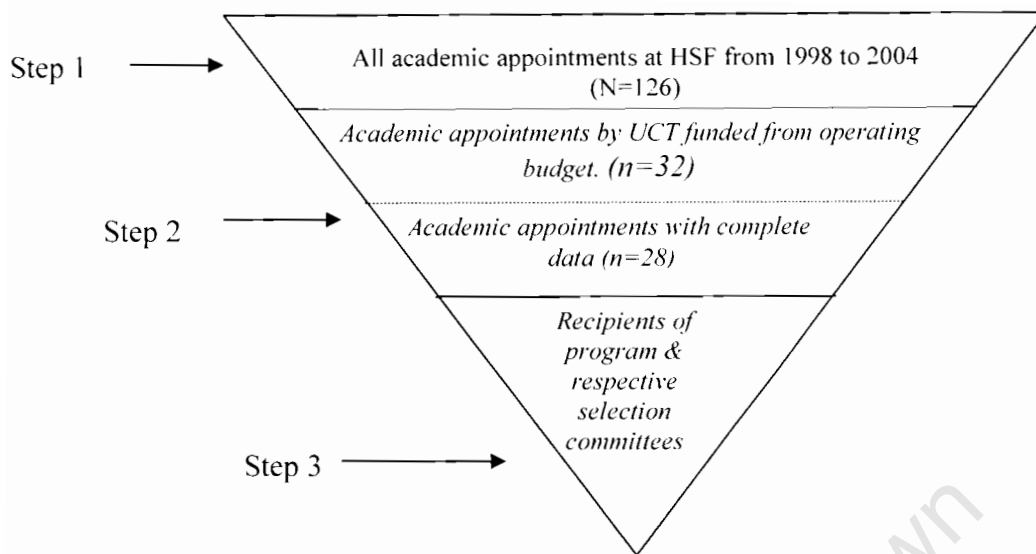 Step 1
All academic appointments at HSF from 1998 to 2004
(N=126)
Academic appointments by UCT funded from operating
budget. (n=32)
Step 2
Academic appointments with complete
data (n=28)
Recipients of
program &
respective
selection
committees
Step 3
wn